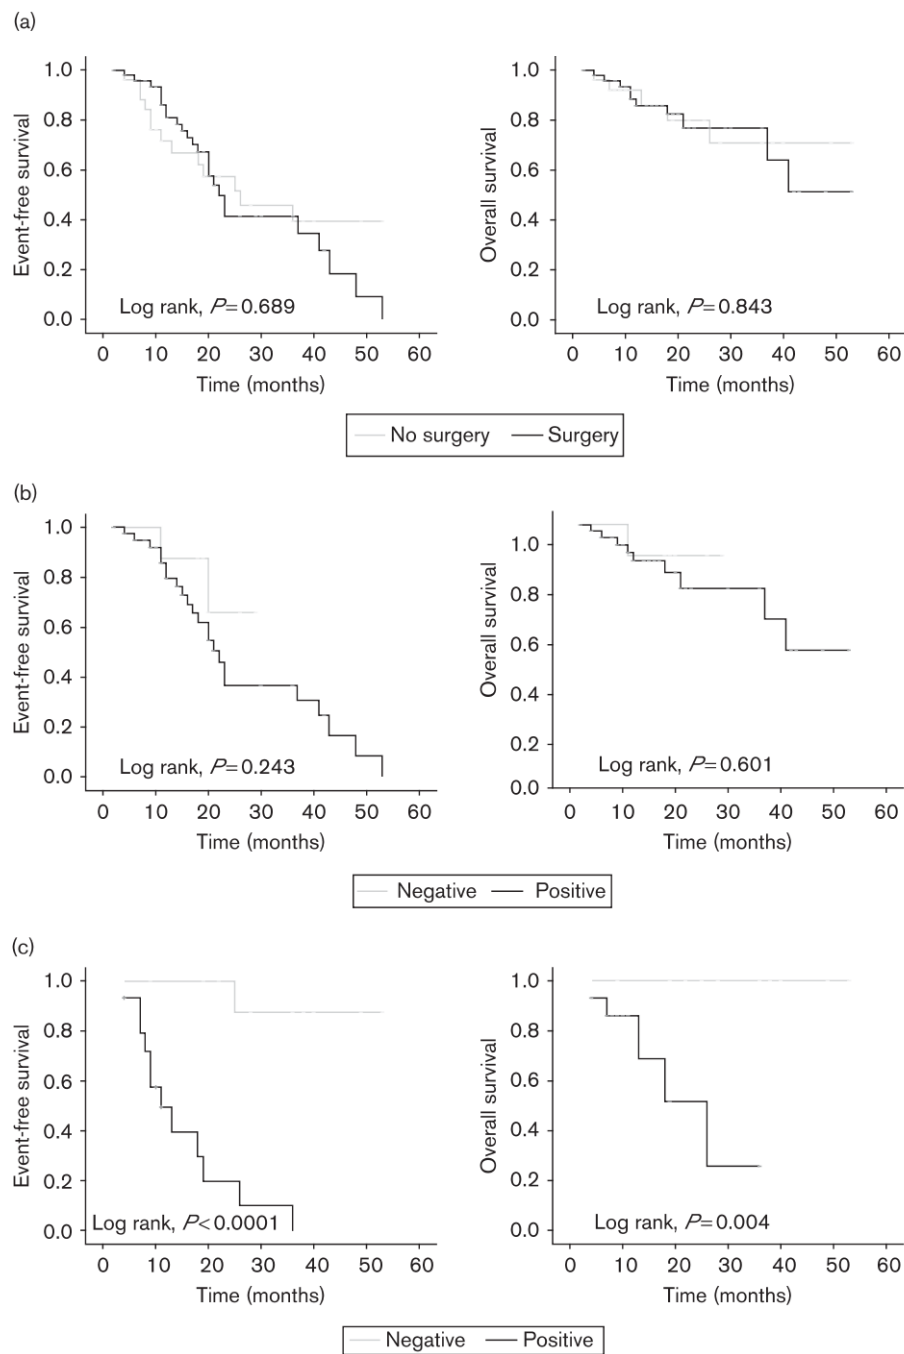 (a)
1.0
0.8
0.6
0.4
0.2
0.0
Event-free survival
Log rank, P=0.689
0 10 20 30 40 50 60
Time (months)
1.0
0.8
0.6
0.4
0.2
0.0
Overall survival
Log rank, P=0.843
0 10 20 30 40 50 60
Time (months)
No surgery Surgery
(b)
1.0
0.8
0.6
0.4
0.2
0.0
Event-free survival
Log rank, P=0.243
0 10 20 30 40 50 60
Time (months)
1.0
0.8
0.6
0.4
0.2
0.0
Overall survival
Log rank, P=0.601
0 10 20 30 40 50 60
Time (months)
Negative Positive
(c)
1.0
0.8
0.6
0.4
0.2
0.0
Event-free survival
Log rank, P<0.0001
0 10 20 30 40 50 60
Time (months)
1.0
0.8
0.6
0.4
0.2
0.0
Overall survival
Log rank, P=0.004
0 10 20 30 40 50 60
Time (months)
Negative Positive